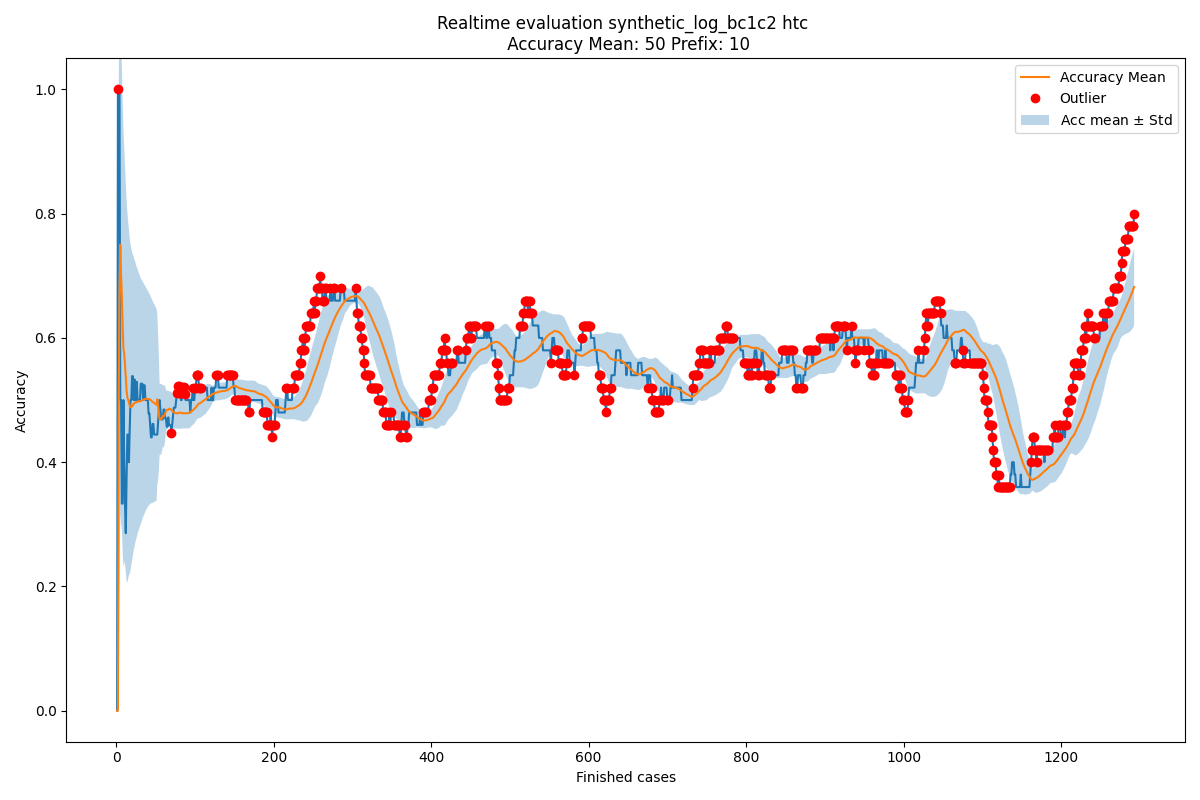 Realtime evaluation synthetic_log_bc1c2 htc
Accuracy Mean: 50 Prefix: 10
Accuracy Mean
Outlier
Acc mean ± Std
1.0
0.8
0.6
0.4
0.2
0.0
Accuracy
0 200 400 600 800 1000 1200
Finished cases